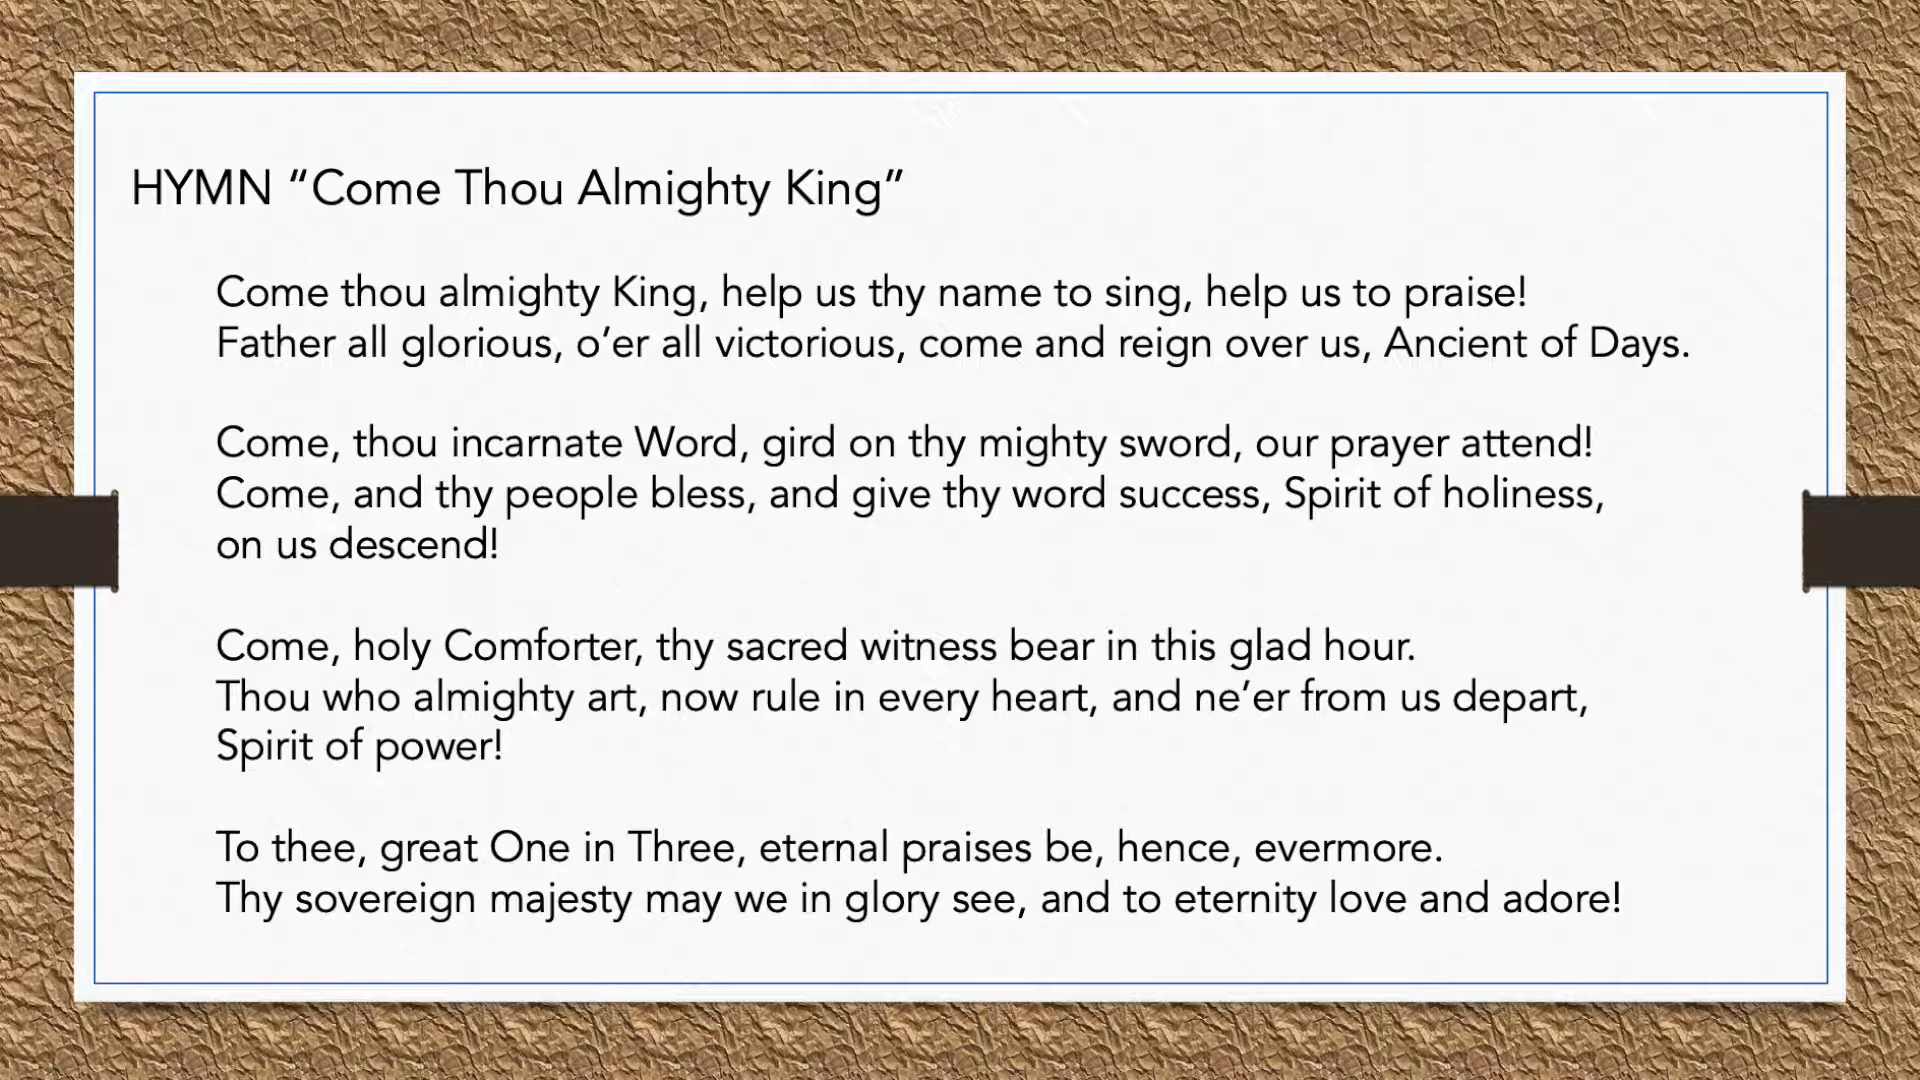 HYMN “Come Thou Almighty King”
Come thou almighty King, help us thy name to sing, help us to praise!
Father all glorious, o’er all victorious, come and reign over us, Ancient of Days.
Come, thou incarnate Word, gird on thy mighty sword, our prayer attend!
Come, and thy people bless, and give thy word success, Spirit of holiness,
on us descend!
Come, holy Comforter, thy sacred witness bear in this glad hour.
Thou who almighty art, now rule in every heart, and ne’er from us depart,
Spirit of power!
To thee, great One in Three, eternal praises be, hence, evermore.
Thy sovereign majesty may we in glory see, and to eternity love and adore!